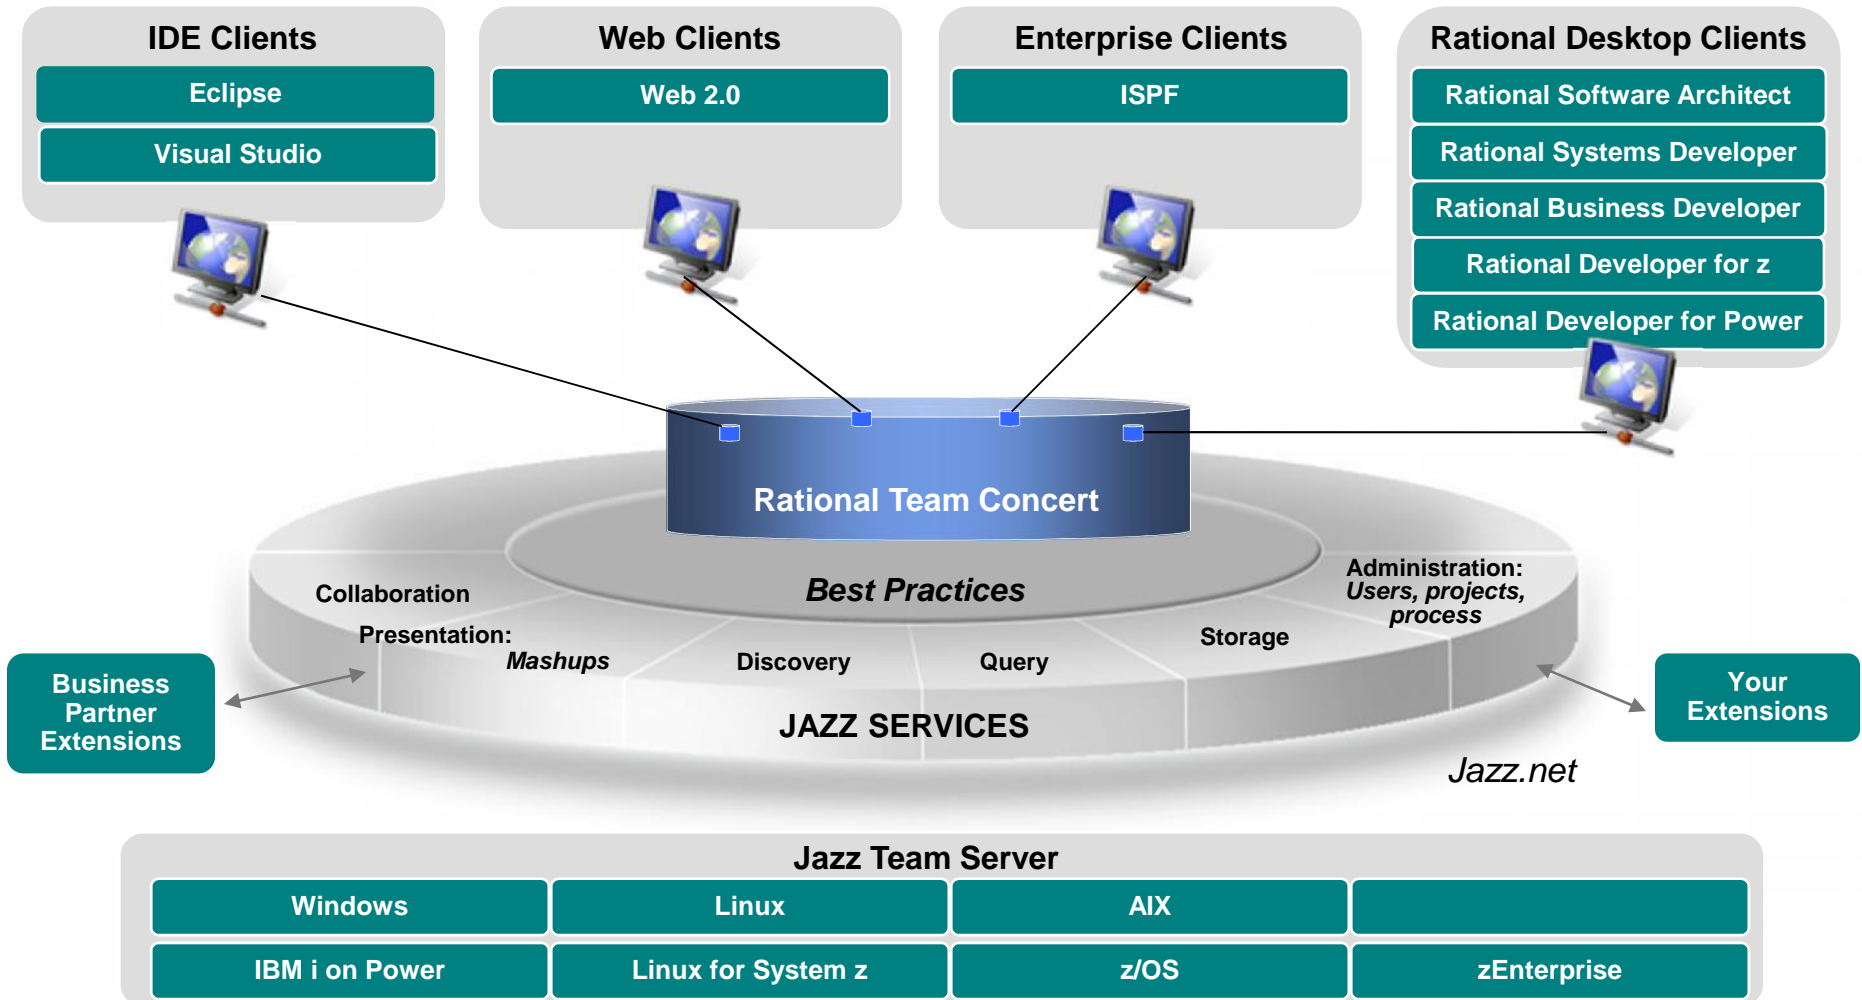 IDE Clients
Eclipse
Visual Studio
Web Clients
Web 2.0
Enterprise Clients
ISPF
Rational Desktop Clients
Rational Software Architect
Rational Systems Developer
Rational Business Developer
Rational Developer for z
Rational Developer for Power
Rational Team Concert
Best Practices
Collaboration
Presentation:
Mashups
Discovery
Query
Storage
Administration:
Users, projects,
process
JAZZ SERVICES
Business
Partner
Extensions
Your
Extensions
Jazz.net
Jazz Team Server
Windows
Linux
AIX
IBM i on Power
Linux for System z
z/OS
zEnterprise